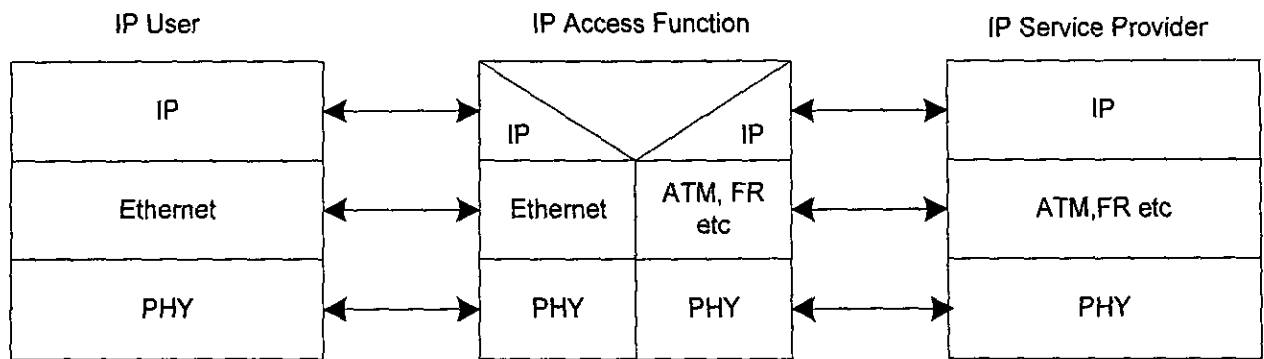 IP User
IP Access Function
IP Service Provider
IP
IP
IP
IP
Ethernet
Ethernet
ATM, FR
etc
ATM,FR etc
PHY
PHY
PHY
PHY